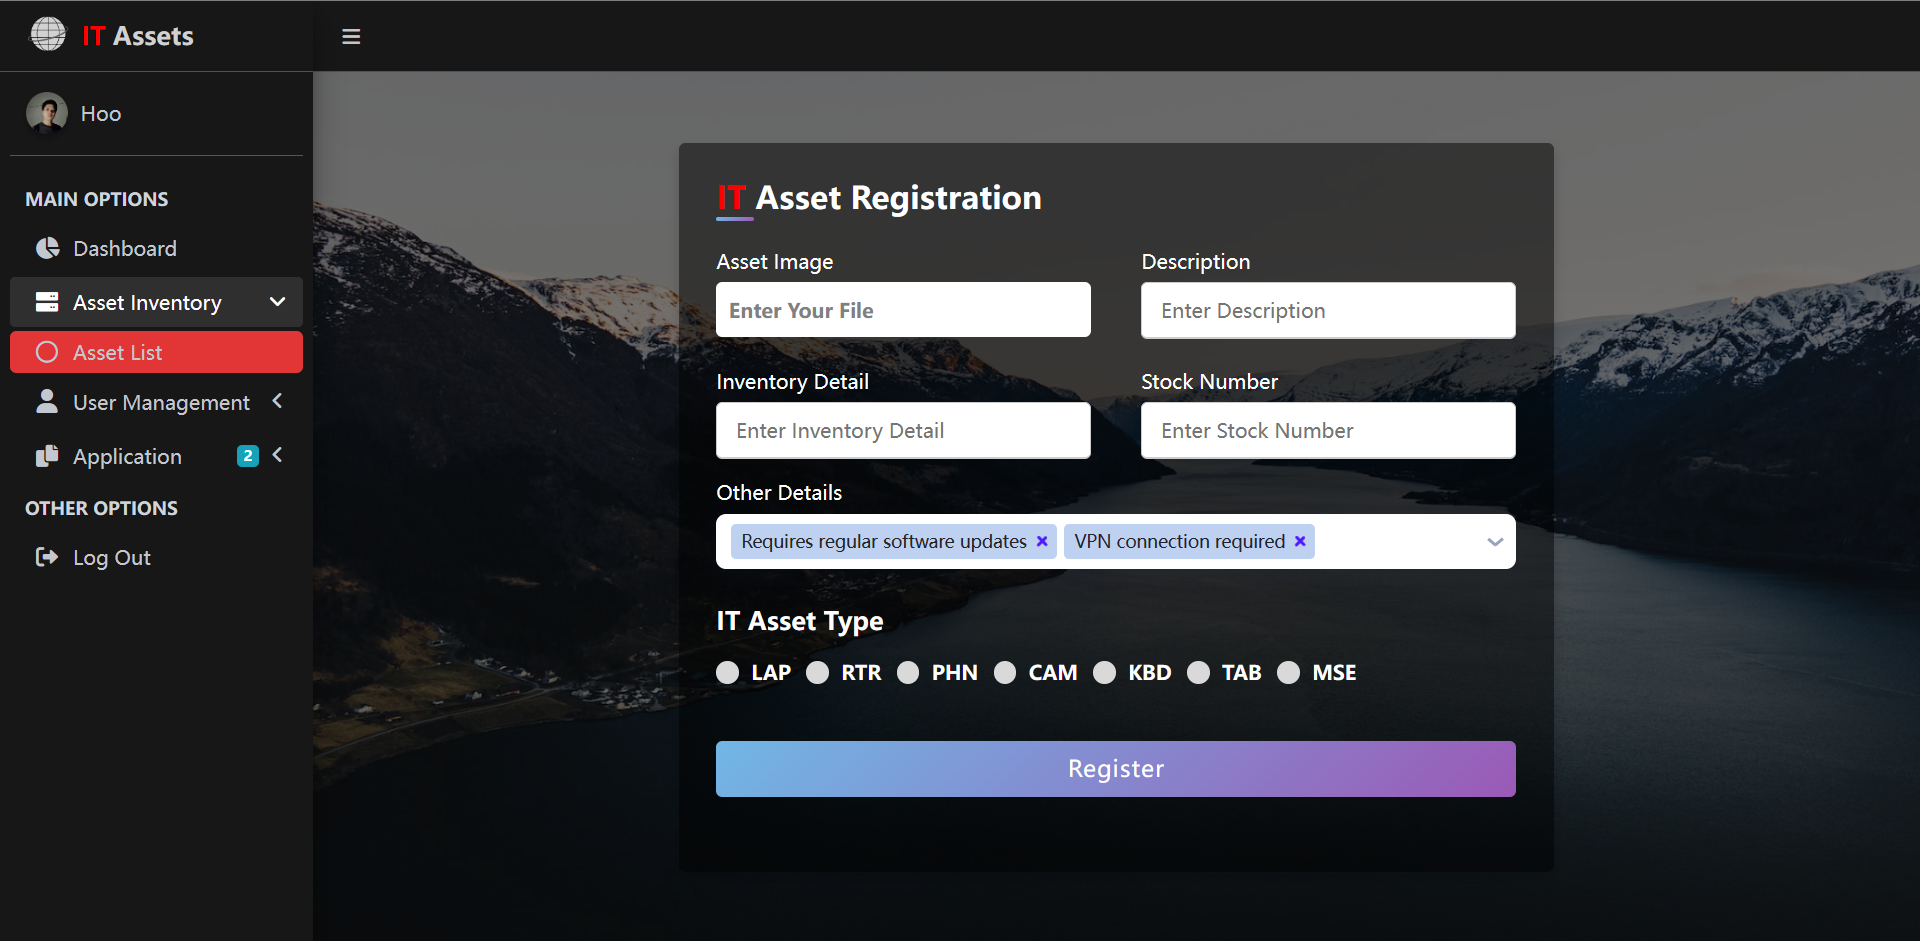 IT Assets
Hoo
MAIN OPTIONS
Dashboard
Asset Inventory
Asset List
User Management
Application 2
OTHER OPTIONS
Log Out
IT Asset Registration
Asset Image
Enter Your File
Description
Enter Description
Inventory Detail
Enter Inventory Detail
Stock Number
Enter Stock Number
Other Details
Requires regular software updates × VPN connection required ×
IT Asset Type
LAP RTR PHN CAM KBD TAB MSE
Register